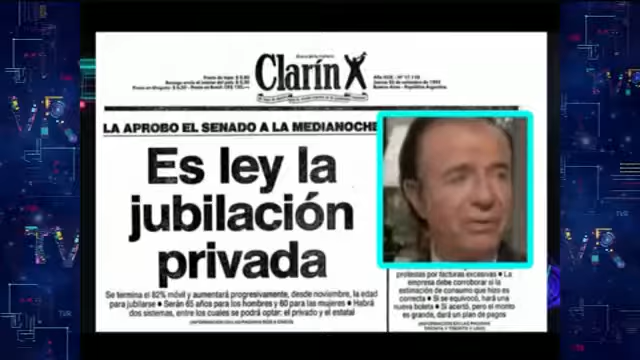 Clarín
LA APROBO EL SENADO A LA MEDIANOCHE
Es ley la
jubilación
privada
Se termina el 82% móvil y aumentará progresivamente, desde noviembre, la edad
para jubilarse ● Serán 65 años para los hombres y 60 para las mujeres ● Habrá
dos sistemas, entre los cuales se podrá optar: el privado y el estatal
protestas por facturas excesivas ● La
empresa deberá corroborar si la
estimación de consumo que hizo es
correcta ● Si se equivocó, hará una
nueva boleta ● Si acertó, pero el monto
es grande, dará un plan de pagos
TVR
TVR